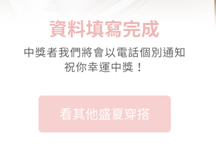 資料填寫完成
中獎者我們將會以電話個別通知
祝你幸運中獎！
看其他盛夏穿搭